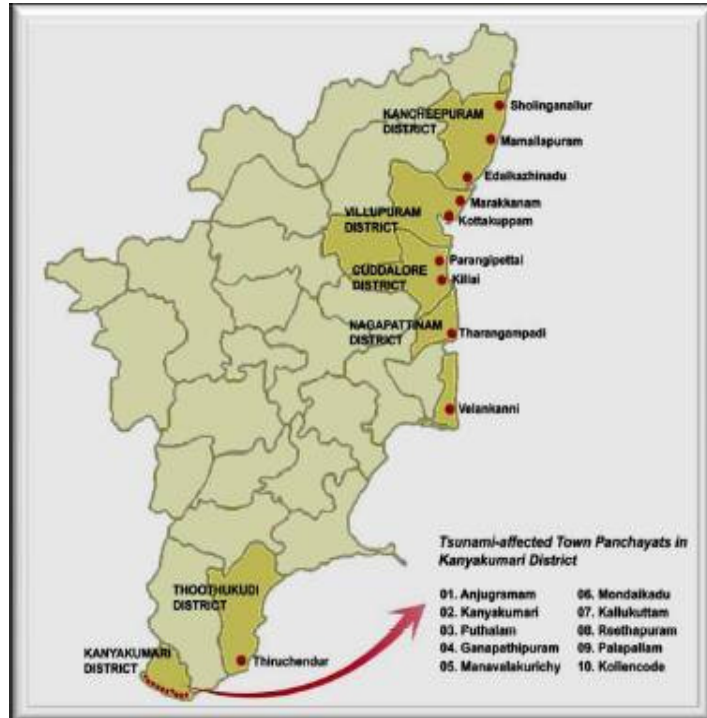 KANCHEEPURAM
DISTRICT
Sholinganallur
Mamallapuram
Edaikazhinadu
Marakkanam
Kottakuppam
VILLUPURAM
DISTRICT
Parangipettai
Killai
CUDDALORE
DISTRICT
NAGAPATTINAM
DISTRICT
Tharangampadi
Velankanni
Tsunami-affected Town Panchayats in
Kanyakumari District
01. Anjugramam
02. Kanyakumari
03. Puthalam
04. Ganapathipuram
05. Manavalakurichy
06. Mondaikadu
07. Kallukuttam
08. Reethapuram
09. Palapallam
10. Kollencode
THOOTHUKUDI
DISTRICT
Thiruchendur
KANYAKUMARI
DISTRICT